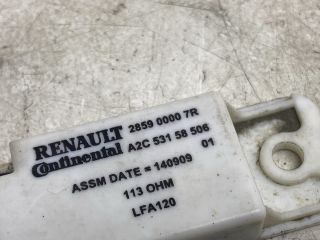 RENAULT 2859 0000 7R
Continental A2C 531 58 506
ASSM DATE = 140909 01
113 OHM
LFA120